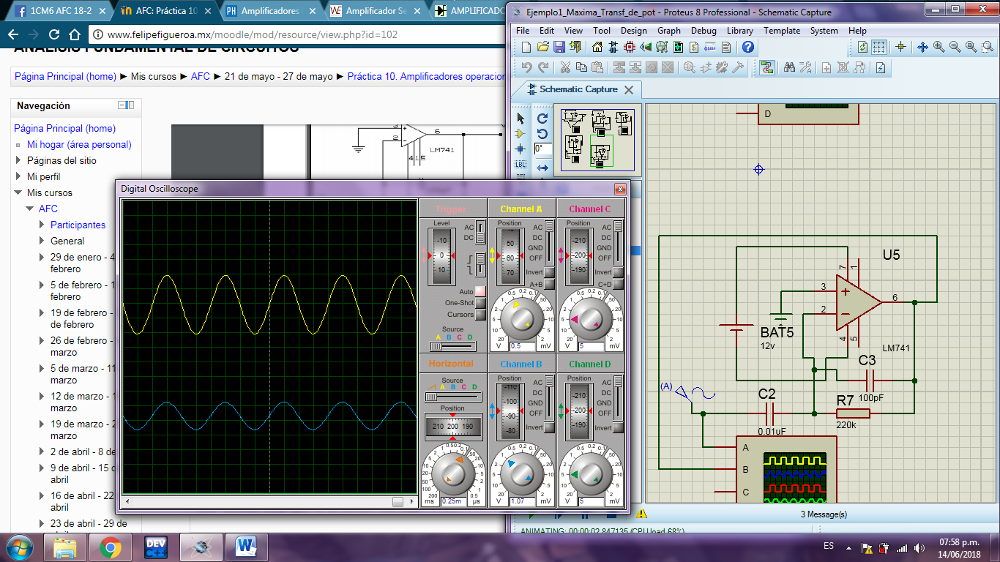 1CM6 AFC 18-2
AFC: Práctica 10
Amplificadores
Amplificador Se
AMPLIFICADO
www.felipefigueroa.mx/moodle/mod/resource/view.php?id=102
ANÁLISIS FUNDAMENTAL DE CIRCUITOS
Página Principal (home) ► Mis cursos ► AFC ► 21 de mayo - 27 de mayo ► Práctica 10. Amplificadores operacion
Navegación
Página Principal (home)
Mi hogar (área personal)
Páginas del sitio
Mi perfil
Mis cursos
AFC
Participantes
General
29 de enero - 4
febrero
5 de febrero - 1
febrero
19 de febrero -
de febrero
26 de febrero -
marzo
5 de marzo - 11
marzo
12 de marzo -
marzo
19 de marzo - 2
marzo
2 de abril - 8 de
9 de abril - 15 d
abril
16 de abril - 22
abril
23 de abril - 29 de
3
2
6
LM741
4 1 5
Ejemplo1_Maxima_Transf_de_pot - Proteus 8 Professional - Schematic Capture
File Edit View Tool Design Graph Debug Library Template System Help
Schematic Capture
0°
LBL
D
U5
7
1
3
2
6
4
5
LM741
BAT5
12v
C3
100pF
(A)
C2
0.01uF
R7
220k
A
B
C
Digital Oscilloscope
Trigger
Level
-10
0
10
AC
DC
Auto
One-Shot
Cursors
Source
A B C D
Channel A
Position
60
60
70
AC
DC
GND
OFF
Invert
A+B
V 0.5 mV
Channel C
Position
-210
-200
-190
AC
DC
GND
OFF
Invert
C+D
V 5 mV
Horizontal
Source
A B C D
Position
210 200 190
ms 0.25m µs
Channel B
Position
-110
-100
-90
-80
AC
DC
GND
OFF
Invert
V 1.07 mV
Channel D
Position
-210
-200
-190
AC
DC
GND
OFF
Invert
V 5 mV
3 Message(s)
ANIMATING: 00:00:02.847135 (CPU load 68%)
DEV
C++
W
ES
07:58 p.m.
14/06/2018